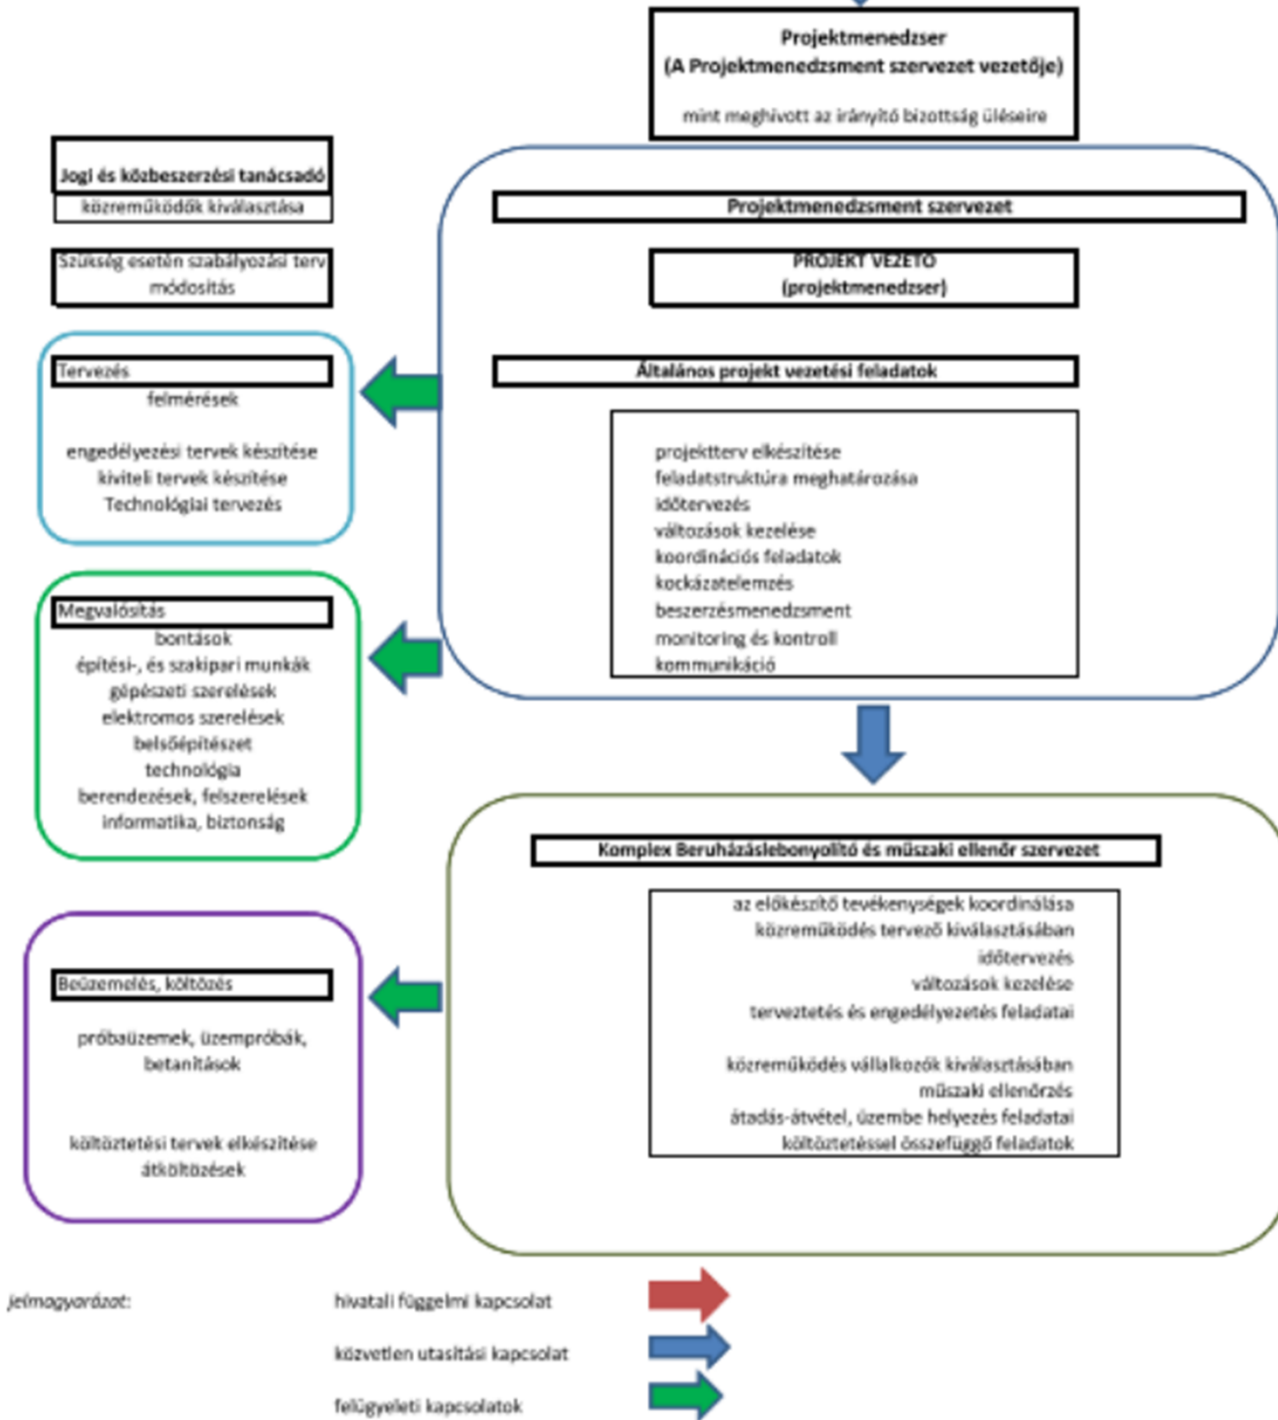 Projektmenedzser
(A Projektmenedzsment szervezet vezetője)
mint meghívott az irányító bizottság üléseire
Jogi és közbeszerzési tanácsadó
közreműködők kiválasztása
Szükség esetén szabályozási terv
módosítás
Tervezés
felmérések
engedélyezési tervek készítése
kiviteli tervek készítése
Technológiai tervezés
Megvalósítás
bontások
építési-, és szakipari munkák
gépészeti szerelések
elektromos szerelések
belsőépítészet
technológia
berendezések, felszerelések
informatika, biztonság
Beüzemelés, költözés
próbaüzemek, üzempróbák,
betanítások
költöztetési tervek elkészítése
átköltözések
Projektmenedzsment szervezet
PROJEKT VEZETŐ
(projektmenedzser)
Általános projekt vezetési feladatok
projektterv elkészítése
feladatstruktúra meghatározása
időtervezés
változások kezelése
koordinációs feladatok
kockázatelemzés
beszerzésmenedzsment
monitoring és kontroll
kommunikáció
Komplex Beruházáslebonyolító és műszaki ellenőr szervezet
az előkészítő tevékenységek koordinálása
közreműködés tervező kiválasztásában
időtervezés
változások kezelése
terveztetés és engedélyezetés feladatai
közreműködés vállalkozók kiválasztásában
műszaki ellenőrzés
átadás-átvétel, üzembe helyezés feladatai
költöztetéssel összefüggő feladatok
jelmagyarázat:
hivatali függelmi kapcsolat
közvetlen utasítási kapcsolat
felügyeleti kapcsolatok